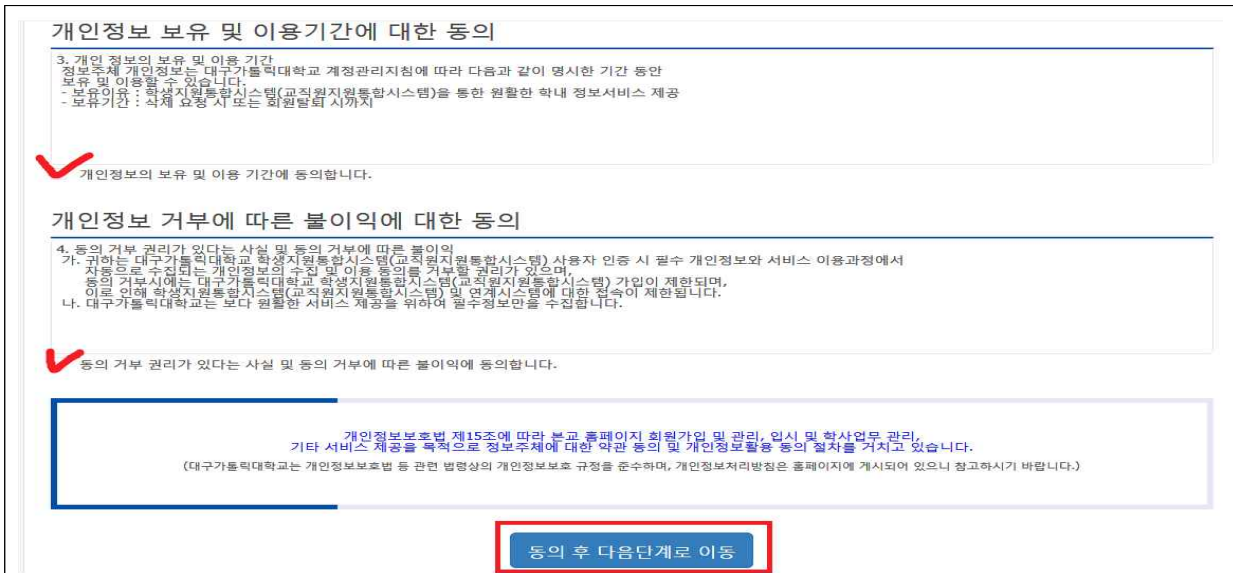 개인정보 보유 및 이용기간에 대한 동의
3. 개인 정보의 보유 및 이용 기간
정보주체 개인정보는 대구가톨릭대학교 계정관리지침에 따라 다음과 같이 명시한 기간 동안
보유 및 이용할 수 있습니다.
- 보유이유 : 학생지원통합시스템(교직원지원통합시스템)을 통한 원활한 학내 정보서비스 제공
- 보유기간 : 삭제 요청 시 또는 회원탈퇴 시까지
개인정보의 보유 및 이용 기간에 동의합니다.
개인정보 거부에 따른 불이익에 대한 동의
4. 동의 거부 권리가 있다는 사실 및 동의 거부에 따른 불이익
가. 귀하는 대구가톨릭대학교 학생지원통합시스템(교직원지원통합시스템) 사용자 인증 시 필수 개인정보와 서비스 이용과정에서
자동으로 수집되는 개인정보의 수집 및 이용 동의를 거부할 권리가 있으며,
동의 거부시에는 대구가톨릭대학교 학생지원통합시스템(교직원지원통합시스템) 가입이 제한되며,
이로 인해 학생지원통합시스템(교직원지원통합시스템) 및 연계시스템에 대한 접속이 제한됩니다.
나. 대구가톨릭대학교는 보다 원활한 서비스 제공을 위하여 필수정보만을 수집합니다.
동의 거부 권리가 있다는 사실 및 동의 거부에 따른 불이익에 동의합니다.
개인정보보호법 제15조에 따라 본교 홈페이지 회원가입 및 관리, 입시 및 학사업무 관리,
기타 서비스 제공을 목적으로 정보주체에 대한 약관 동의 및 개인정보활용 동의 절차를 거치고 있습니다.
(대구가톨릭대학교는 개인정보보호법 등 관련 법령상의 개인정보보호 규정을 준수하며, 개인정보처리방침은 홈페이지에 게시되어 있으니 참고하시기 바랍니다.)
동의 후 다음단계로 이동